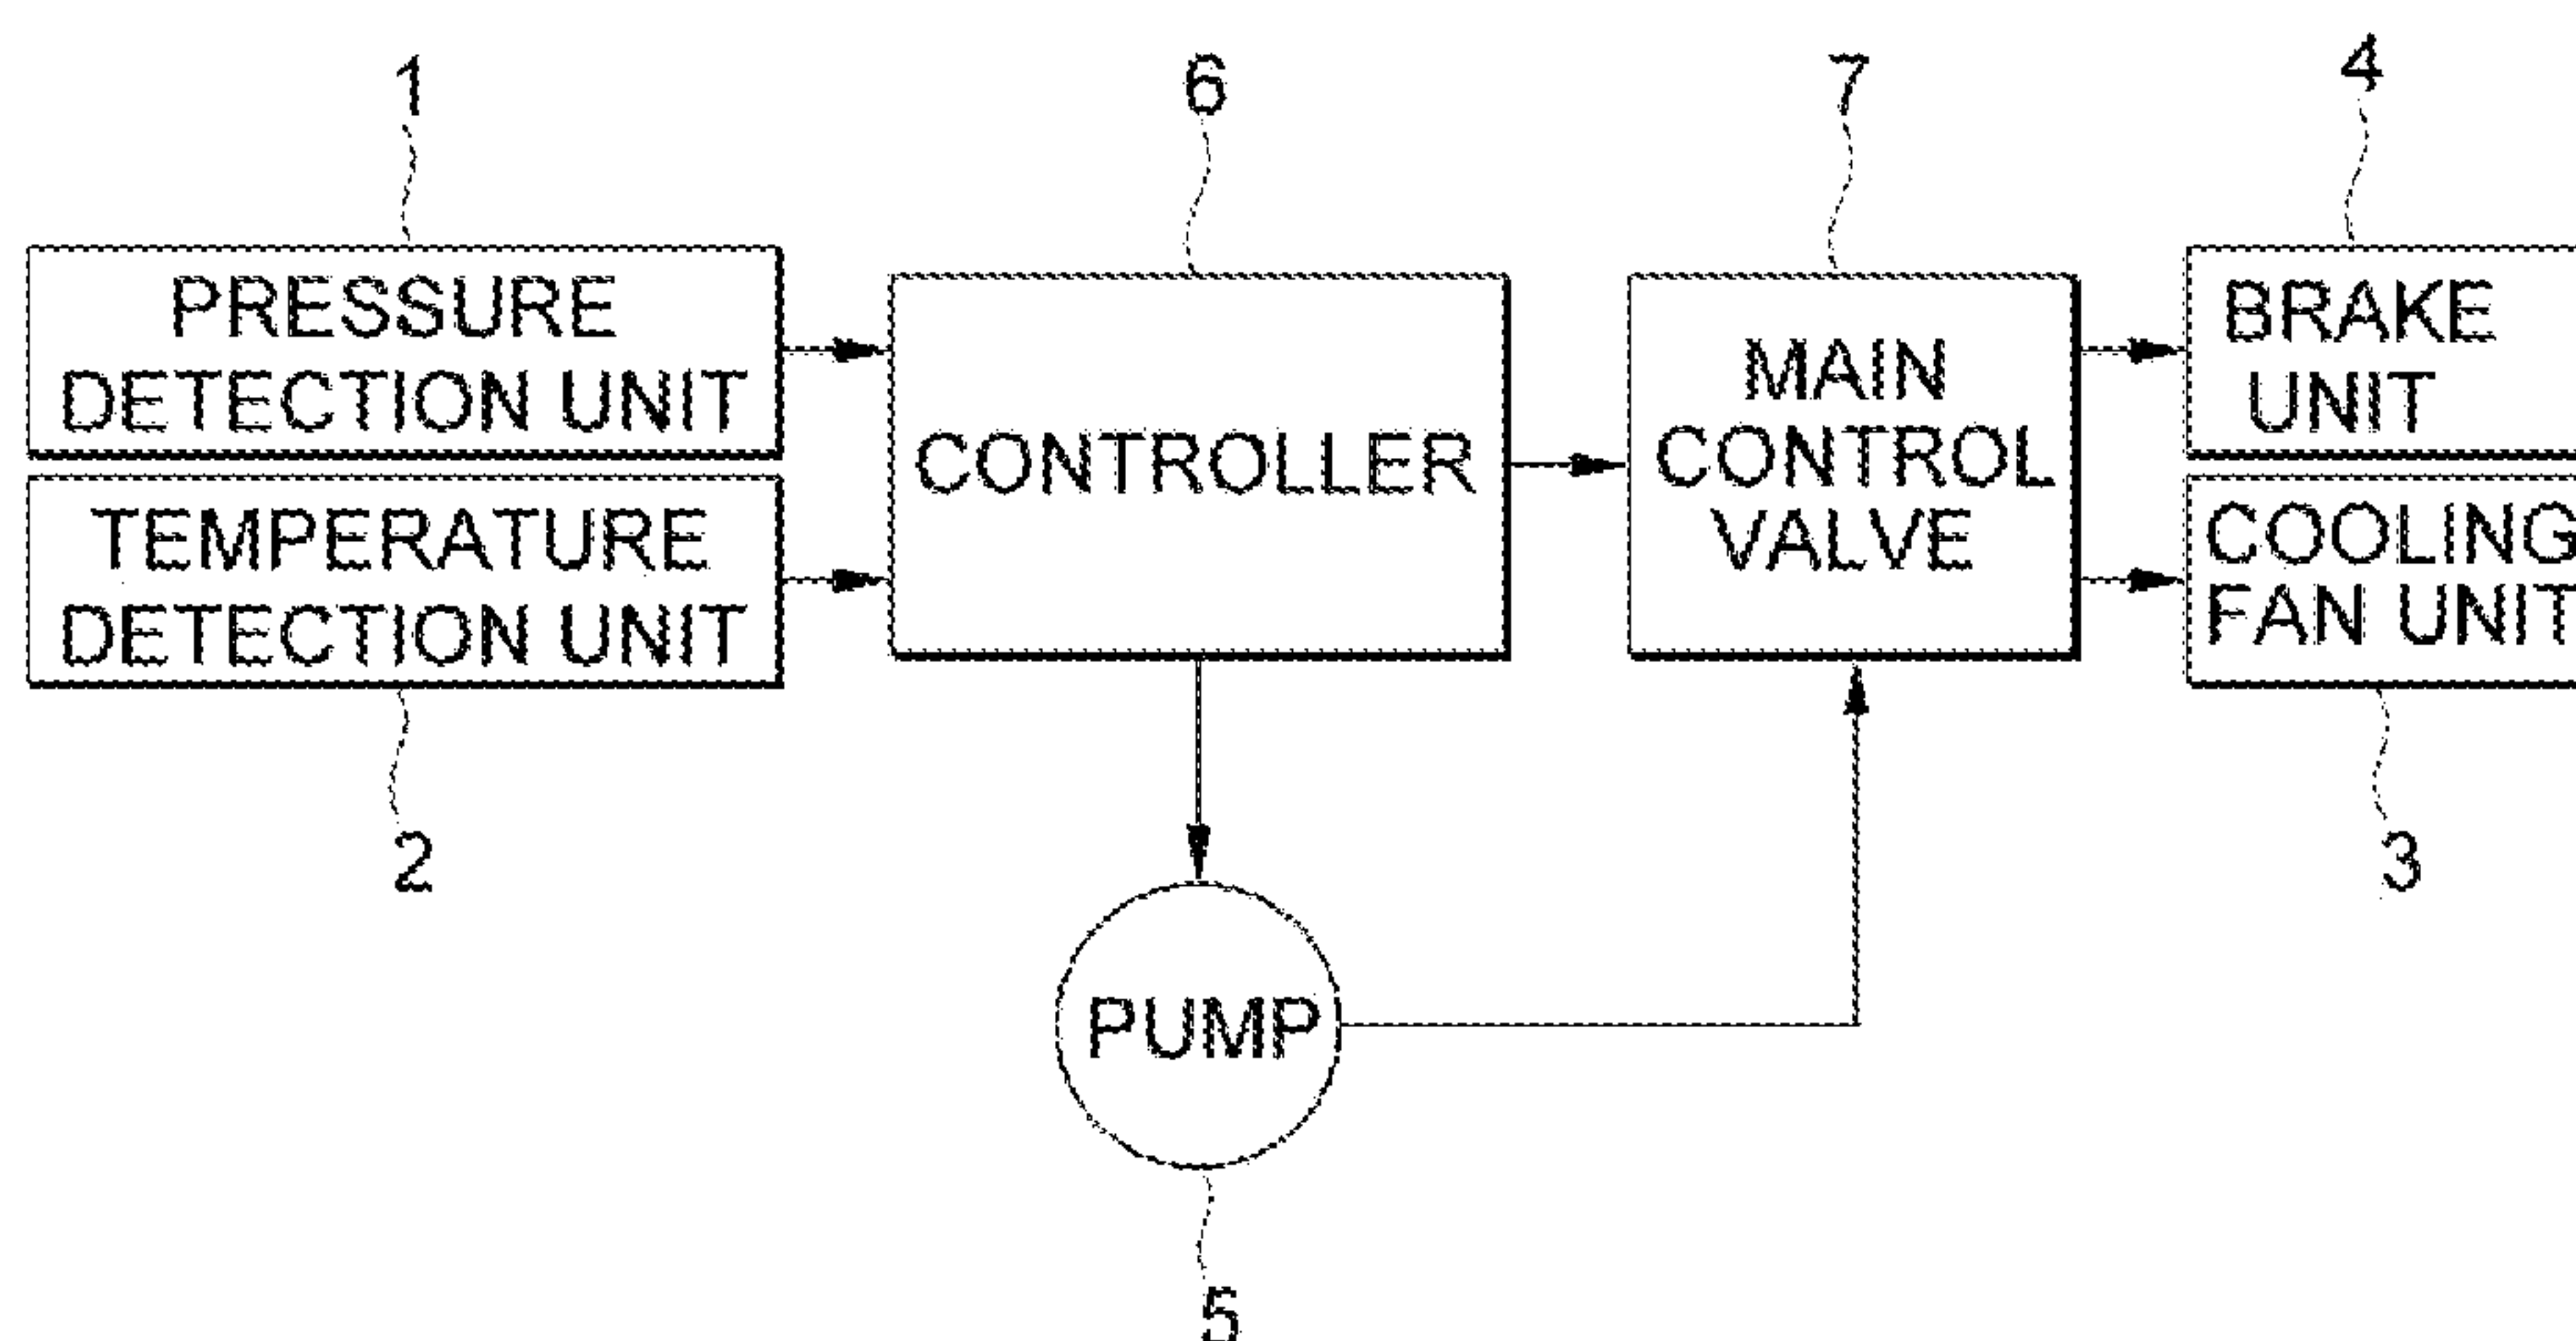 1
6
7
4
PRESSURE
DETECTION UNIT
TEMPERATURE
DETECTION UNIT
CONTROLLER
MAIN
CONTROL
VALVE
BRAKE
UNIT
COOLING
FAN UNIT
2
3
PUMP
5